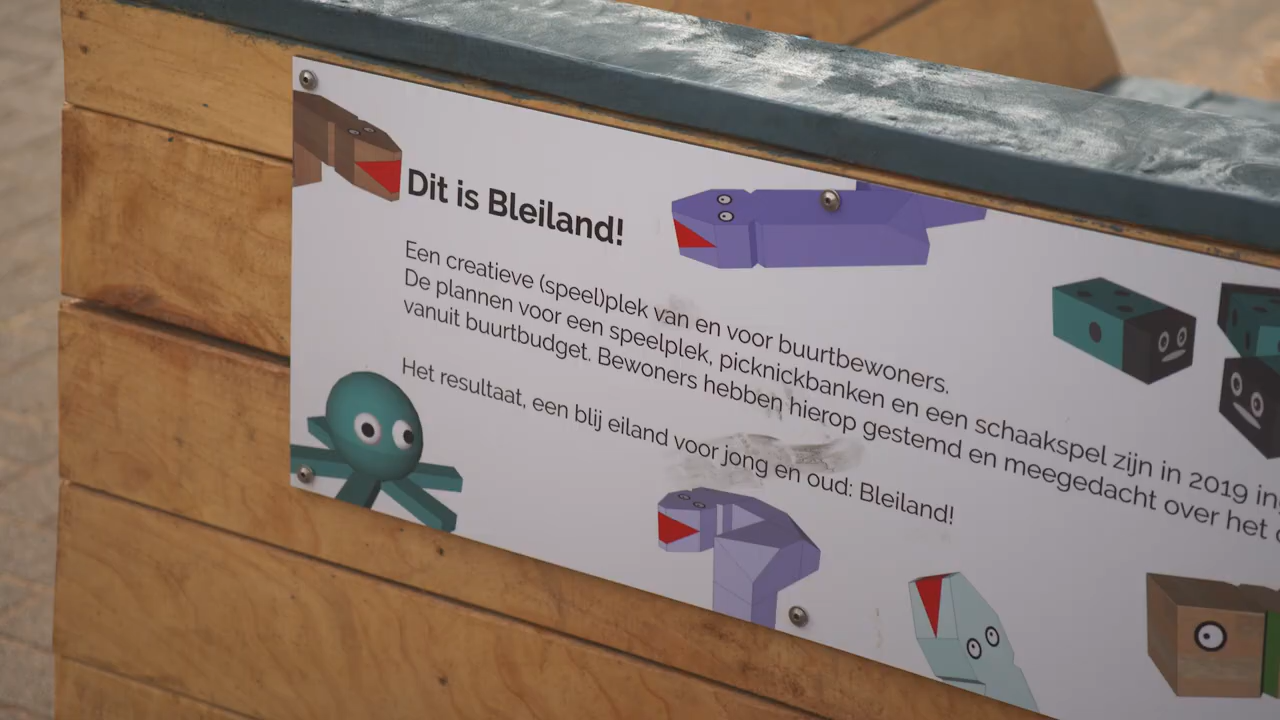 Dit is Bleiland!
Een creatieve (speel)plek van en voor buurtbewoners.
De plannen voor een speelplek, picknickbanken en een schaakspel zijn in 2019
vanuit buurtbudget. Bewoners hebben hierop gestemd en meegedacht over het
Het resultaat, een blij eiland voor jong en oud: Bleiland!